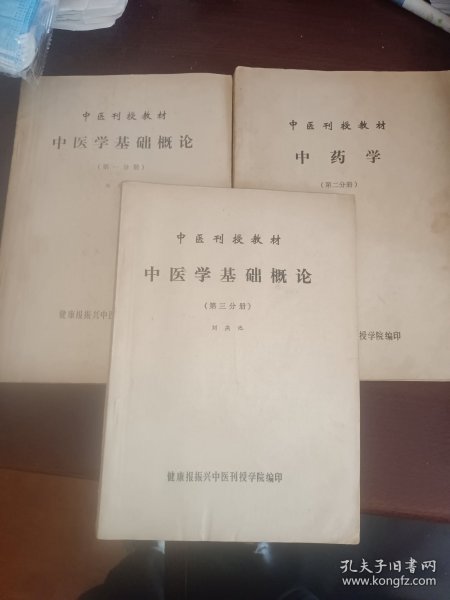 中医刊授教材
中医学基础概论
(第一分册)
健康报振兴中医
中医刊授教材
中药学
(第二分册)
授学院编印
中医刊授教材
中医学基础概论
(第三分册)
健康报振兴中医刊授学院编印
孔夫子旧书网
www.kongfz.com